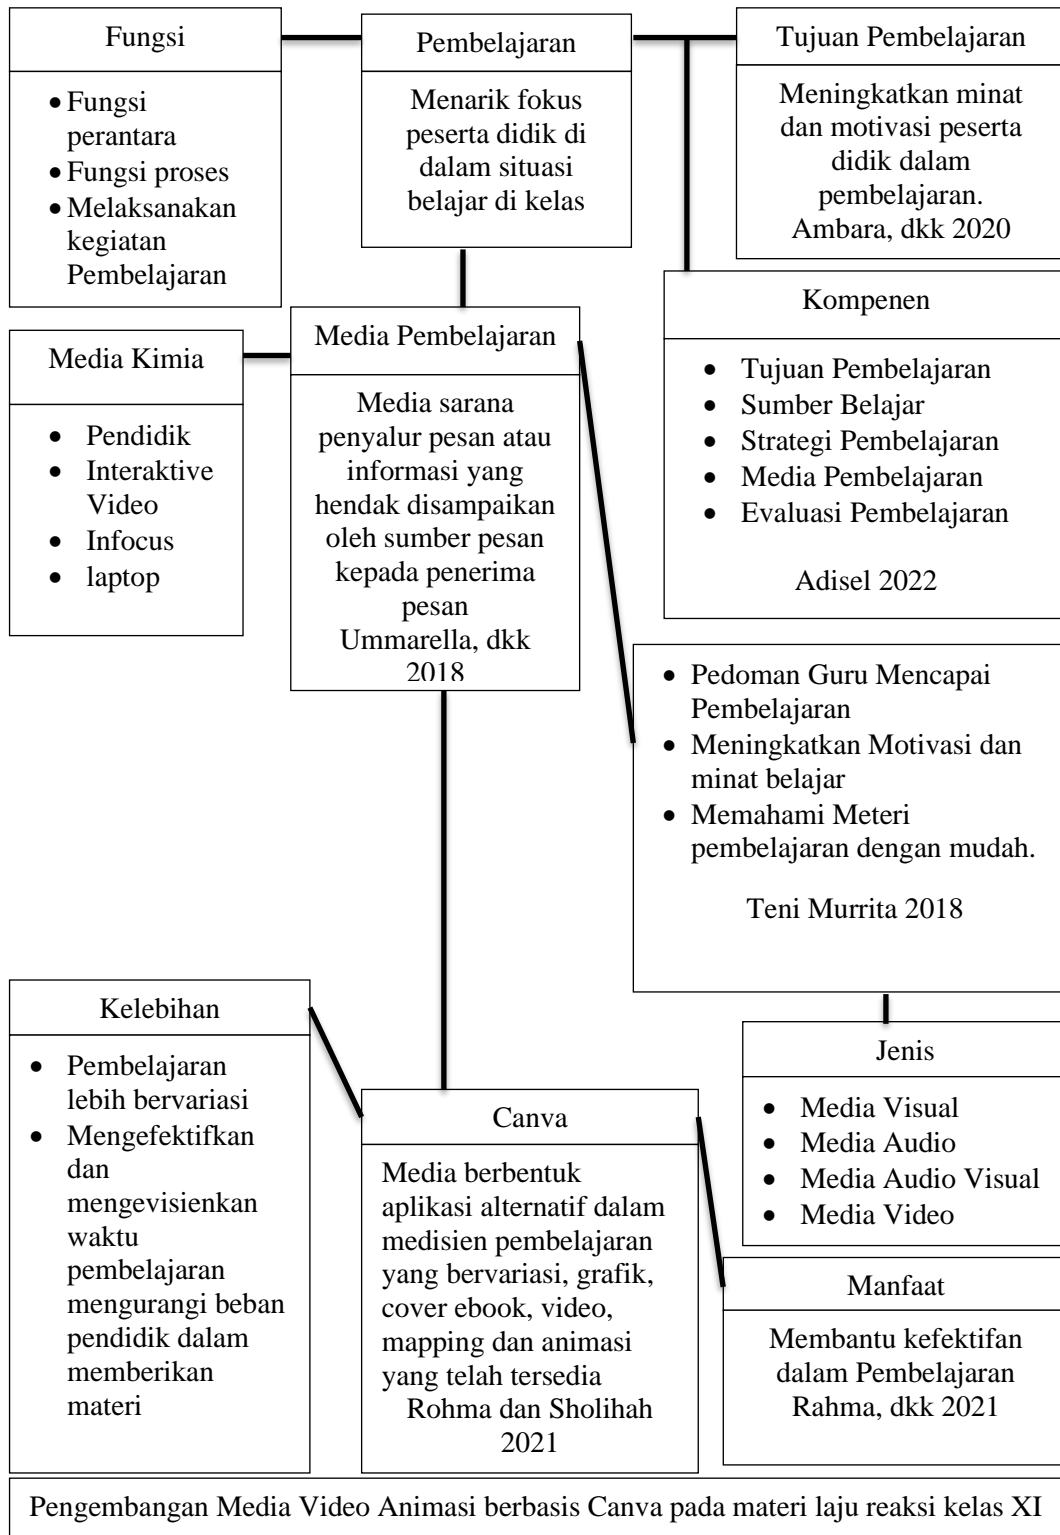 Fungsi
• Fungsi
perantara
• Fungsi proses
• Melaksanakan
kegiatan
Pembelajaran
Pembelajaran
Menarik fokus
peserta didik di
dalam situasi
belajar di kelas
Tujuan Pembelajaran
Meningkatkan minat
dan motivasi peserta
didik dalam
pembelajaran.
Ambara, dkk 2020
Kompenen
• Tujuan Pembelajaran
• Sumber Belajar
• Strategi Pembelajaran
• Media Pembelajaran
• Evaluasi Pembelajaran
Adisel 2022
Media Kimia
• Pendidik
• Interaktive
Video
• Infocus
• laptop
Media Pembelajaran
Media sarana
penyalur pesan atau
informasi yang
hendak disampaikan
oleh sumber pesan
kepada penerima
pesan
Ummarella, dkk
2018
• Pedoman Guru Mencapai
Pembelajaran
• Meningkatkan Motivasi dan
minat belajar
• Memahami Meteri
pembelajaran dengan mudah.
Teni Murrita 2018
Kelebihan
• Pembelajaran
lebih bervariasi
• Mengefektifkan
dan
mengevisienkan
waktu
pembelajaran
mengurangi beban
pendidik dalam
memberikan
materi
Canva
Media berbentuk
aplikasi alternatif dalam
medisien pembelajaran
yang bervariasi, grafik,
cover ebook, video,
mapping dan animasi
yang telah tersedia
Rohma dan Sholihah
2021
Jenis
• Media Visual
• Media Audio
• Media Audio Visual
• Media Video
Manfaat
Membantu kefektifan
dalam Pembelajaran
Rahma, dkk 2021
Pengembangan Media Video Animasi berbasis Canva pada materi laju reaksi kelas XI